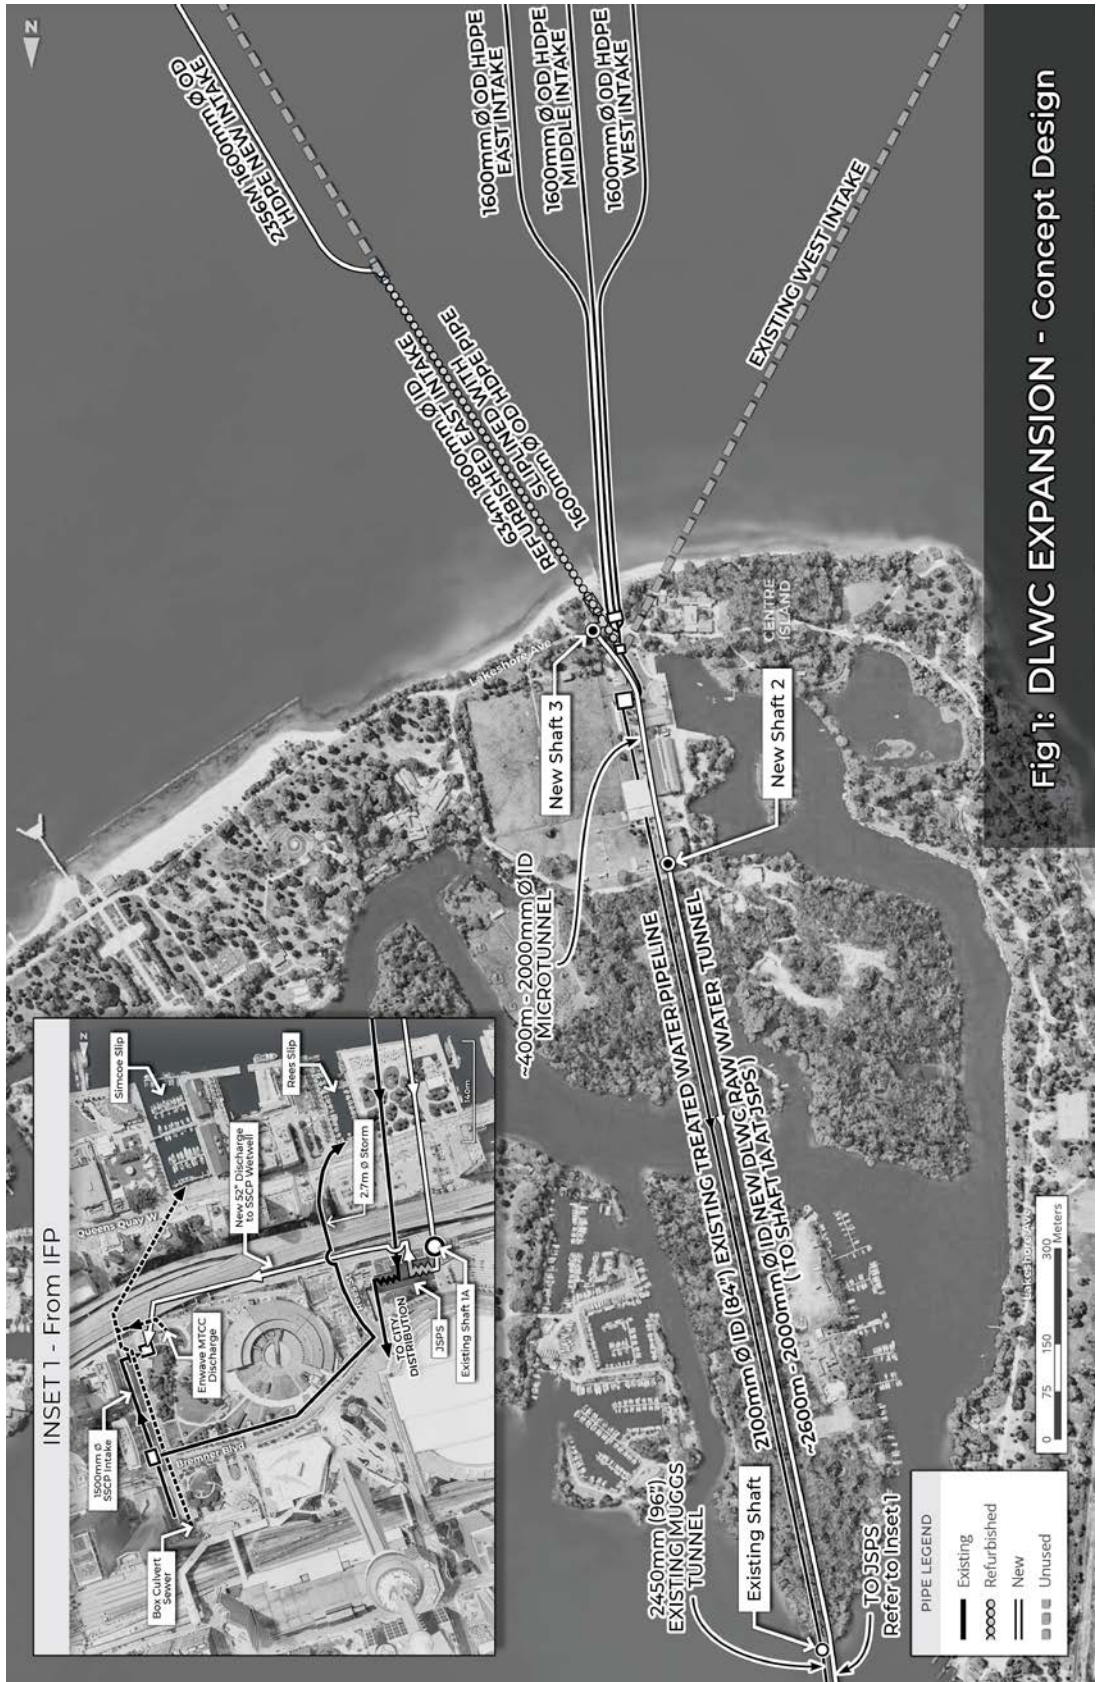 N
INSET 1 - From IFP
N
Simcoe Slip
Rees Slip
Queens Quay W
New 52" Discharge
to SSCP Wetwell
2.7m Ø Storm
140m
Enwave MTCC
Discharge
1500mm Ø
SSCP Intake
Bremner Blvd
Box Culvert
Sewer
TO CITY
DISTRIBUTION
JSPS
Existing Shaft 1A
2356M 1600mm Ø OD
HDPE NEW INTAKE
1600mm Ø OD HDPE
EAST INTAKE
1600mm Ø OD HDPE
MIDDLE INTAKE
1600mm Ø OD HDPE
WEST INTAKE
634m 1800mm Ø ID
REFURBISHED EAST INTAKE
SLIPLINED WITH
1600mm Ø OD HDPE PIPE
EXISTING WEST INTAKE
Lakeshore Ave
New Shaft 3
CENTRE
ISLAND
New Shaft 2
~400m - 2000mm Ø ID
MICROTUNNEL
2100mm Ø ID (84") EXISTING TREATED WATER PIPELINE
~2600m - 2000mm Ø ID NEW DLWC RAW WATER TUNNEL
(TO SHAFT 1A AT JSPS)
2450mm (96")
EXISTING MUGGS
TUNNEL
Existing Shaft
TO JSPS
Refer to Inset 1
Lakeshore Ave
PIPE LEGEND
Existing
Refurbished
New
Unused
0 75 150 300
Meters
Fig 1: DLWC EXPANSION - Concept Design